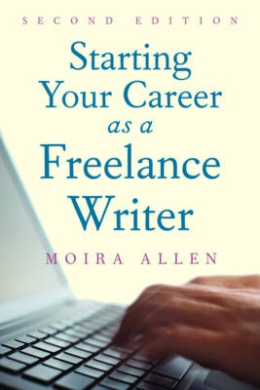 SECOND EDITION
Starting
Your Career
as a
Freelance
Writer
MOIRA ALLEN